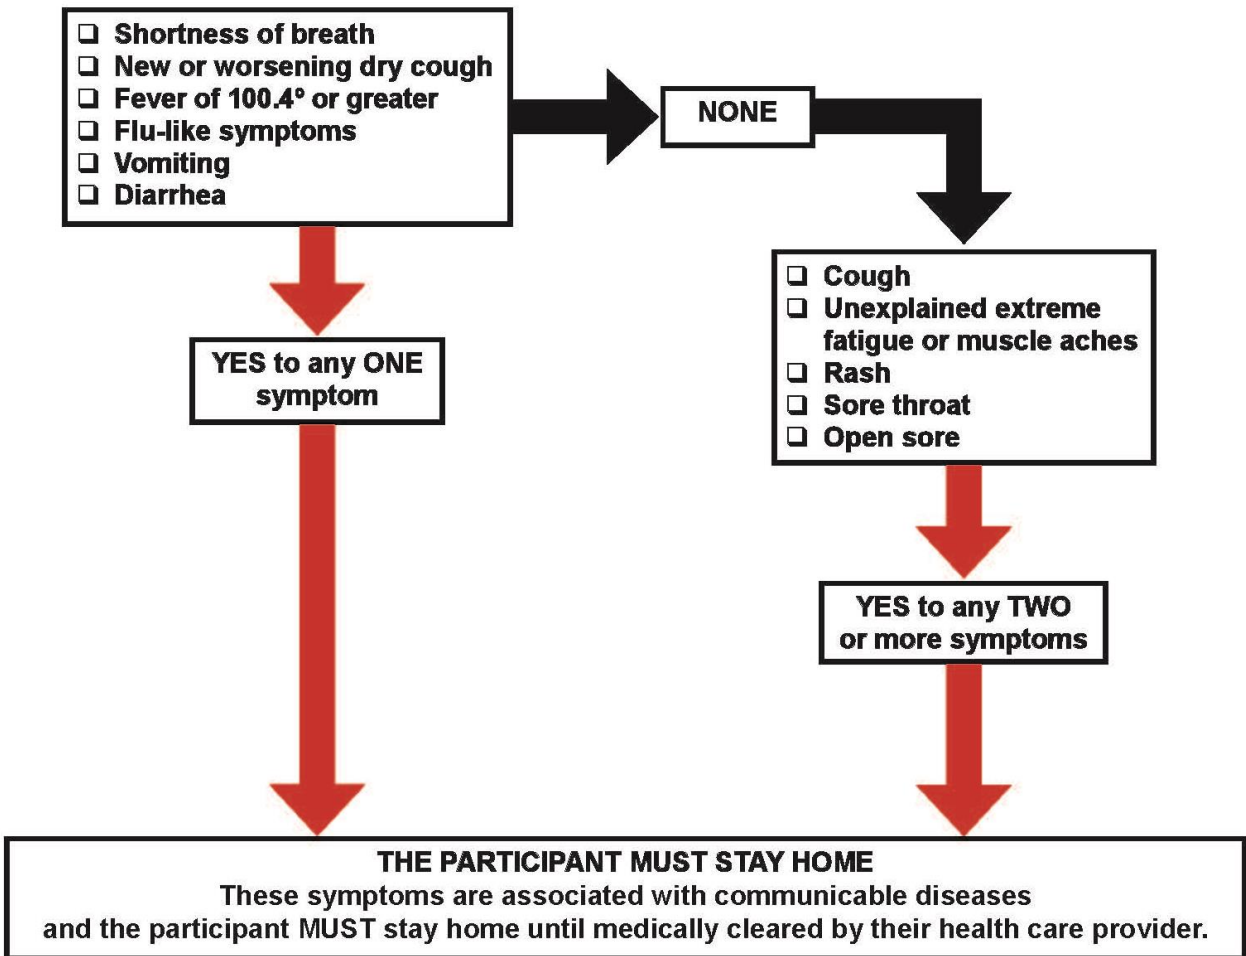 ❑ Shortness of breath
❑ New or worsening dry cough
❑ Fever of 100.4º or greater
❑ Flu-like symptoms
❑ Vomiting
❑ Diarrhea
NONE
YES to any ONE
symptom
❑ Cough
❑ Unexplained extreme
fatigue or muscle aches
❑ Rash
❑ Sore throat
❑ Open sore
YES to any TWO
or more symptoms
THE PARTICIPANT MUST STAY HOME
These symptoms are associated with communicable diseases
and the participant MUST stay home until medically cleared by their health care provider.